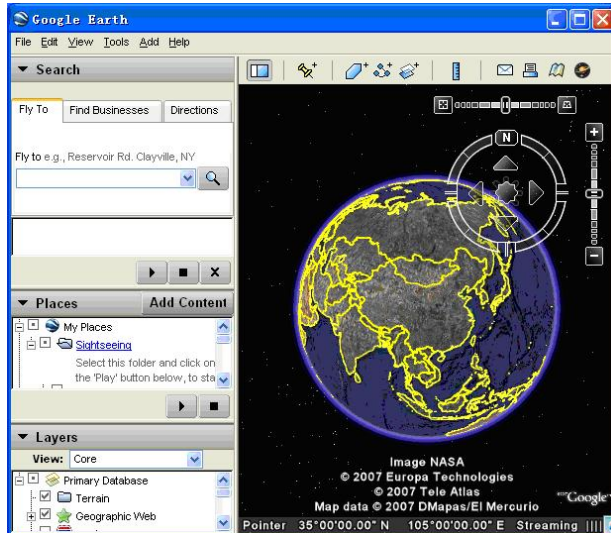 Google Earth
File Edit View Tools Add Help
Search
Fly To Find Businesses Directions
Fly to e.g., Reservoir Rd. Clayville, NY
Places Add Content
My Places
Sightseeing
Select this folder and click on
the 'Play' button below, to sta
Layers
View: Core
Primary Database
Terrain
Geographic Web
N
Image NASA
© 2007 Europa Technologies
© 2007 Tele Atlas
Map data © 2007 DMapas/El Mercurio
Google
Pointer 35°00'00.00" N 105°00'00.00" E Streaming